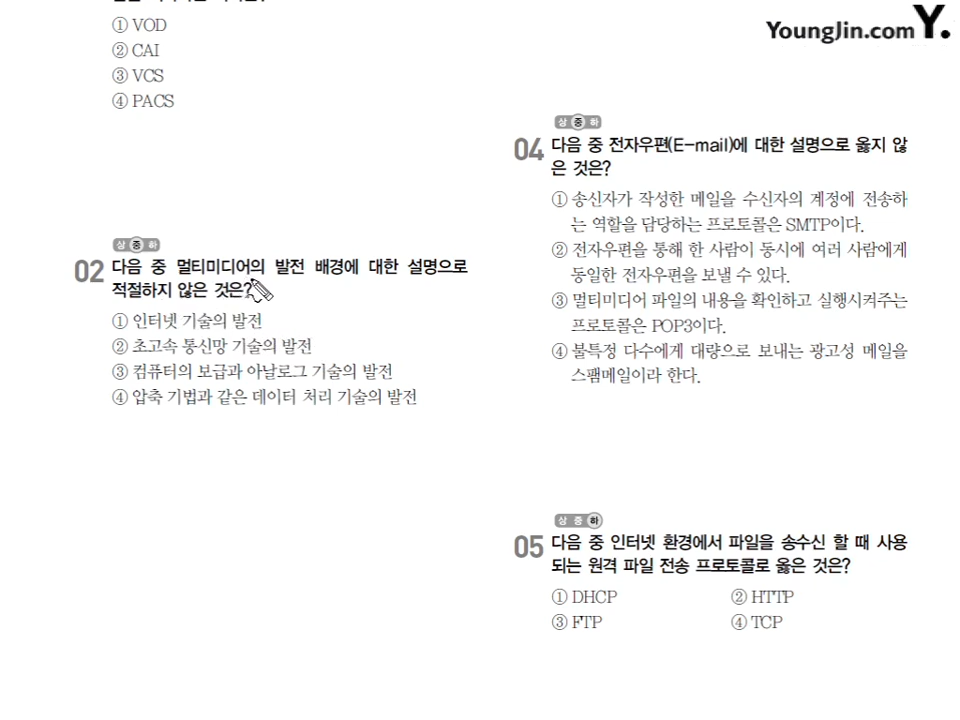 ① VOD
② CAI
③ VCS
④ PACS
상 중 하
02 다음 중 멀티미디어의 발전 배경에 대한 설명으로
적절하지 않은 것은?
① 인터넷 기술의 발전
② 초고속 통신망 기술의 발전
③ 컴퓨터의 보급과 아날로그 기술의 발전
④ 압축 기법과 같은 데이터 처리 기술의 발전
YoungJin.com Y.
상 중 하
04 다음 중 전자우편(E-mail)에 대한 설명으로 옳지 않
은 것은?
① 송신자가 작성한 메일을 수신자의 계정에 전송하
는 역할을 담당하는 프로토콜은 SMTP이다.
② 전자우편을 통해 한 사람이 동시에 여러 사람에게
동일한 전자우편을 보낼 수 있다.
③ 멀티미디어 파일의 내용을 확인하고 실행시켜주는
프로토콜은 POP3이다.
④ 불특정 다수에게 대량으로 보내는 광고성 메일을
스팸메일이라 한다.
상 중 하
05 다음 중 인터넷 환경에서 파일을 송수신 할 때 사용
되는 원격 파일 전송 프로토콜로 옳은 것은?
① DHCP ② HTTP
③ FTP ④ TCP